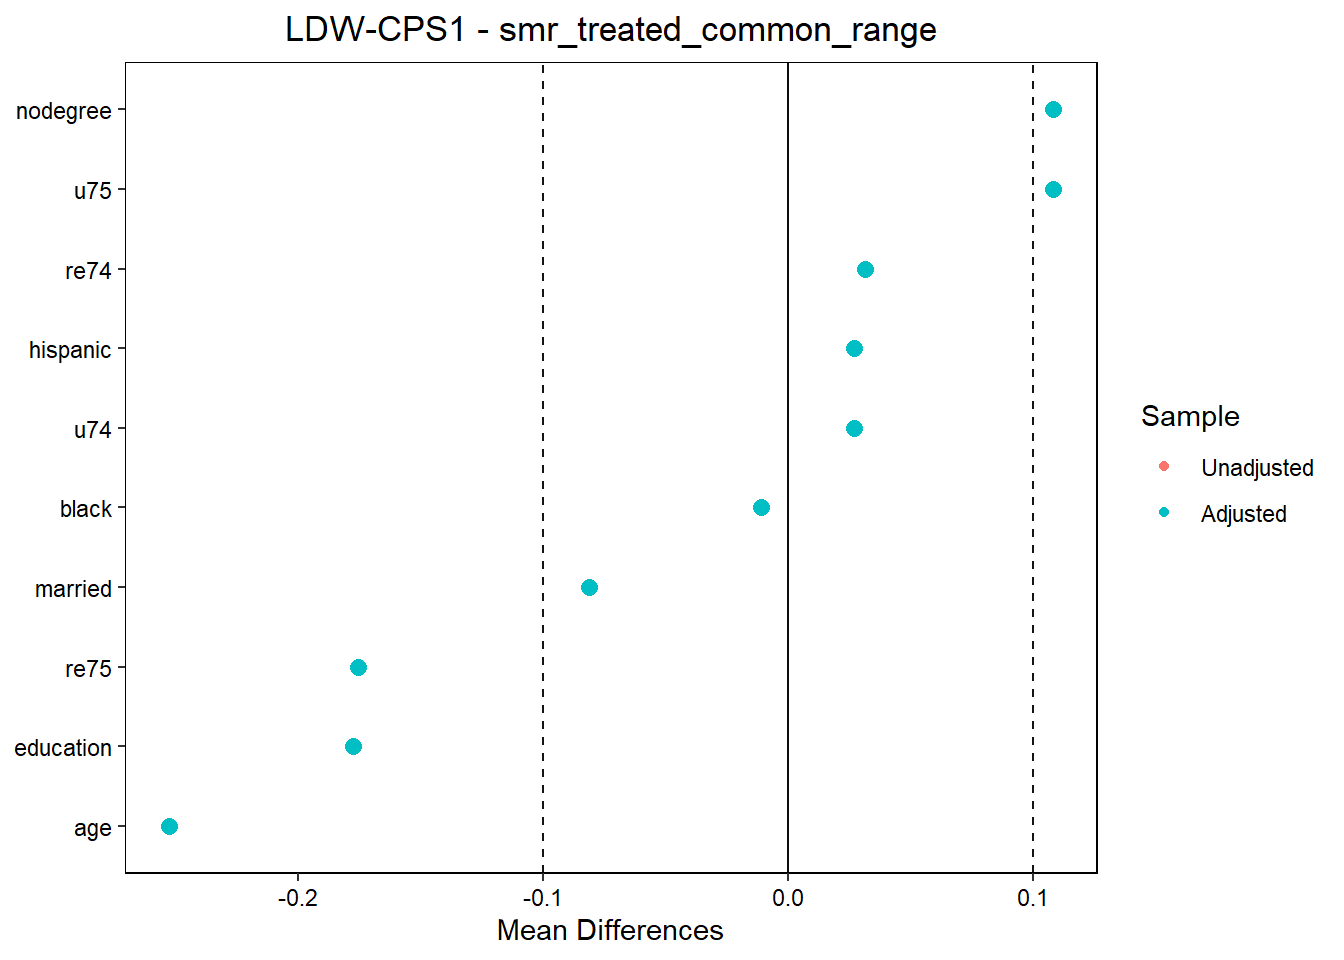 LDW-CPS1 - smr_treated_common_range
nodegree
u75
re74
hispanic
u74
black
married
re75
education
age
-0.2
-0.1
0.0
0.1
Mean Differences
Sample
Unadjusted
Adjusted